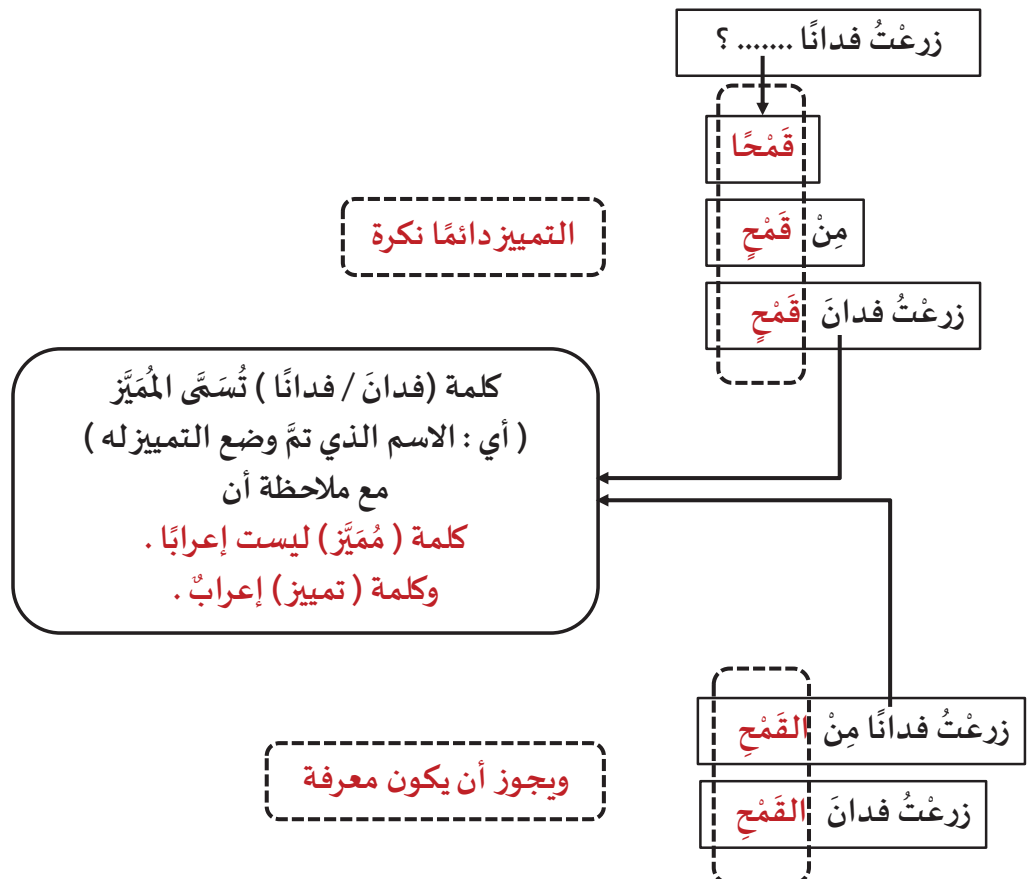 زرعْتُ فدانًا ....... ؟
قَمْحًا
مِنْ قَمْحٍ
التمييز دائمًا نكرة
زرعْتُ فدانَ قَمْحٍ
كلمة (فدانَ / فدانًا ) تُسَمَّى المُمَيَّز
( أي : الاسم الذي تمَّ وضع التمييز له )
مع ملاحظة أن
كلمة ( مُمَيَّز ) ليست إعرابًا .
وكلمة ( تمييز ) إعرابٌ .
زرعْتُ فدانًا مِنْ القَمْحِ
ويجوز أن يكون معرفة
زرعْتُ فدانَ القَمْحِ